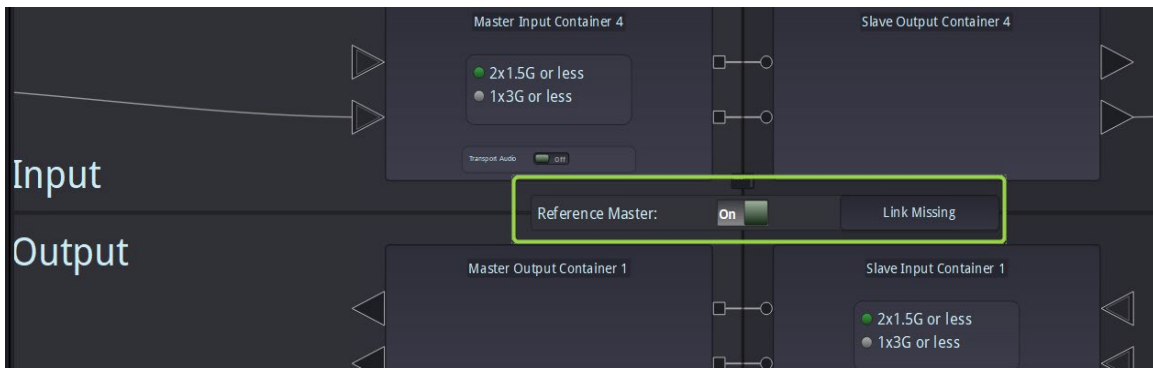 Master Input Container 4
Slave Output Container 4
2x1.5G or less
1x3G or less
Transport Audio Off
Input
Reference Master: On Link Missing
Output
Master Output Container 1
Slave Input Container 1
2x1.5G or less
1x3G or less